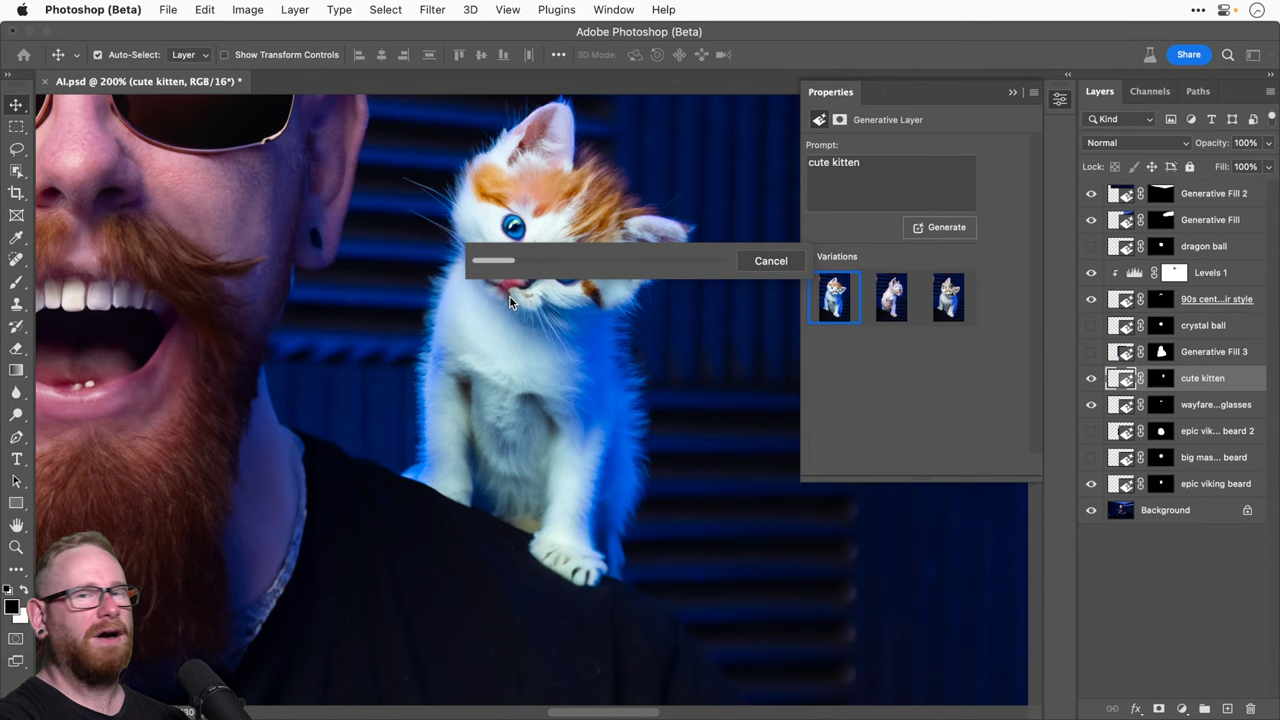 Photoshop (Beta) File Edit Image Layer Type Select Filter 3D View Plugins Window Help
Adobe Photoshop (Beta)
Auto-Select: Layer Show Transform Controls 3D Mode: Share
AI.psd @ 200% (cute kitten, RGB/16*) *
Properties
Generative Layer
Prompt:
cute kitten
Generate
Variations
Cancel
Layers Channels Paths
Kind
Normal Opacity: 100%
Lock: Fill: 100%
Generative Fill 2
Generative Fill
dragon ball
Levels 1
90s cent...ir style
crystal ball
Generative Fill 3
cute kitten
wayfare...glasses
epic vik... beard 2
big mas... beard
epic viking beard
Background